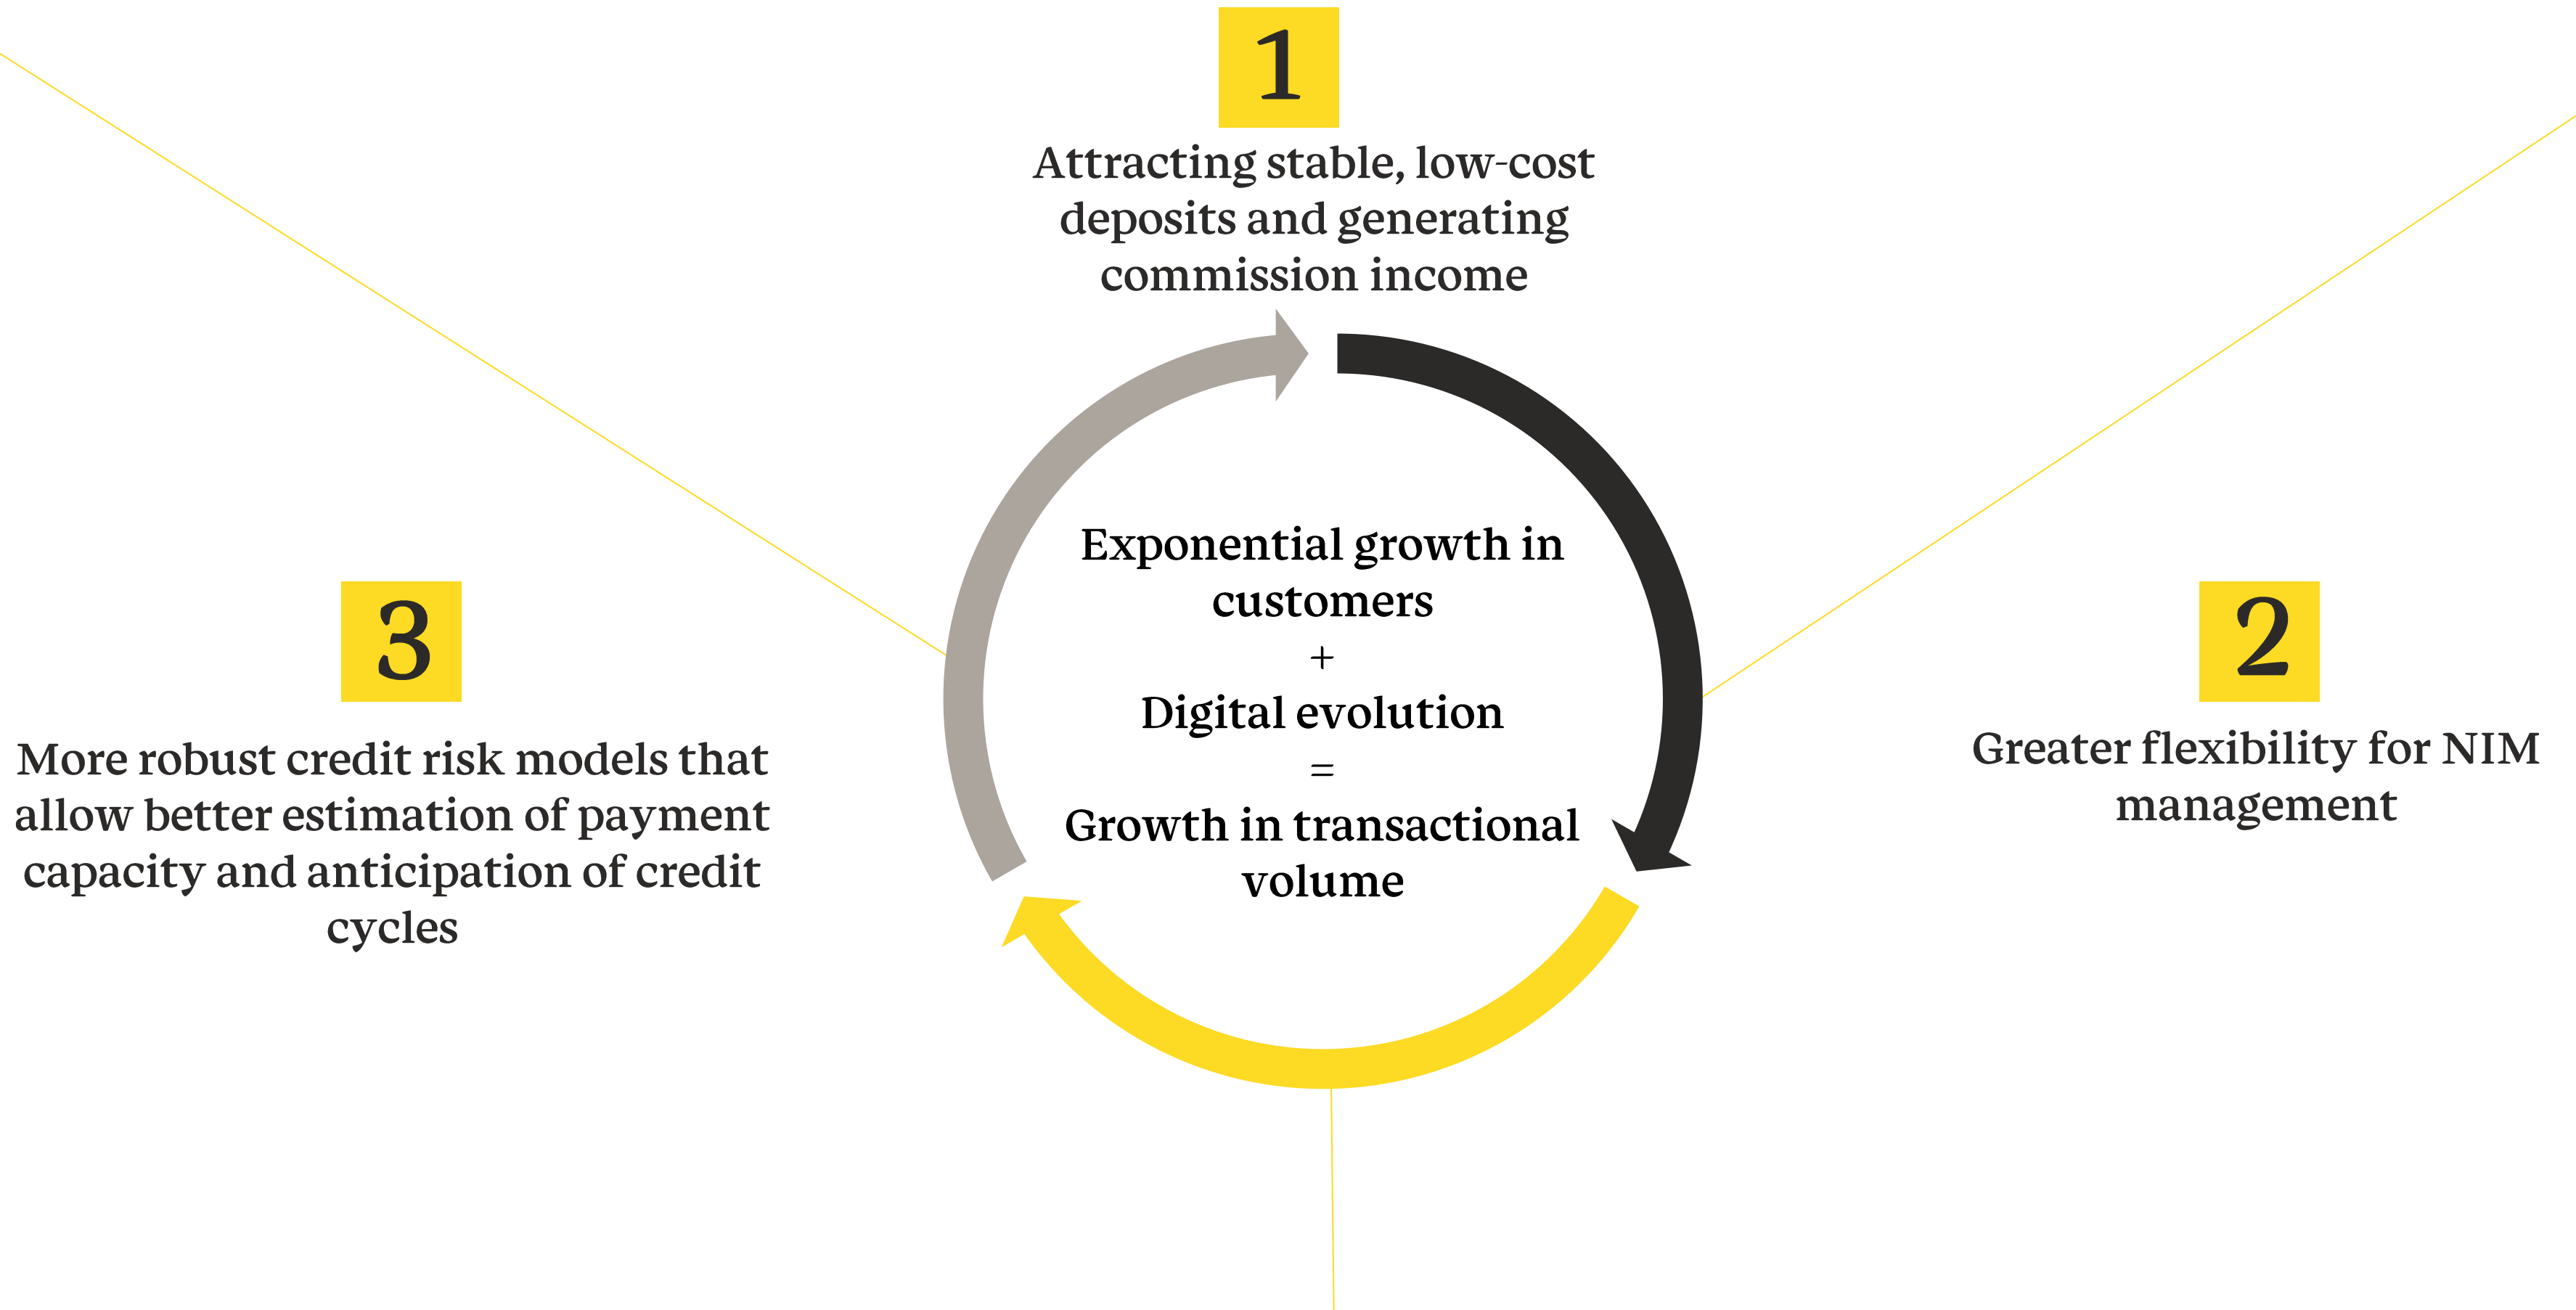 1
Attracting stable, low-cost
deposits and generating
commission income
Exponential growth in
customers
+
Digital evolution
=
Growth in transactional
volume
2
Greater flexibility for NIM
management
3
More robust credit risk models that
allow better estimation of payment
capacity and anticipation of credit
cycles